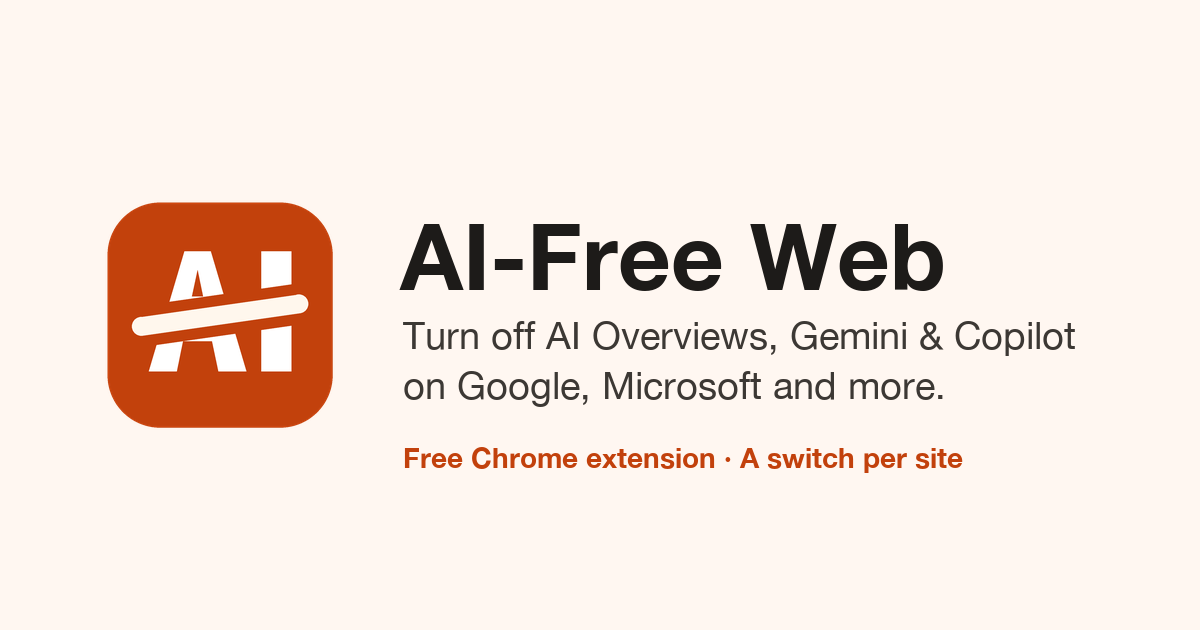 AI
AI-Free Web
Turn off AI Overviews, Gemini & Copilot
on Google, Microsoft and more.
Free Chrome extension · A switch per site